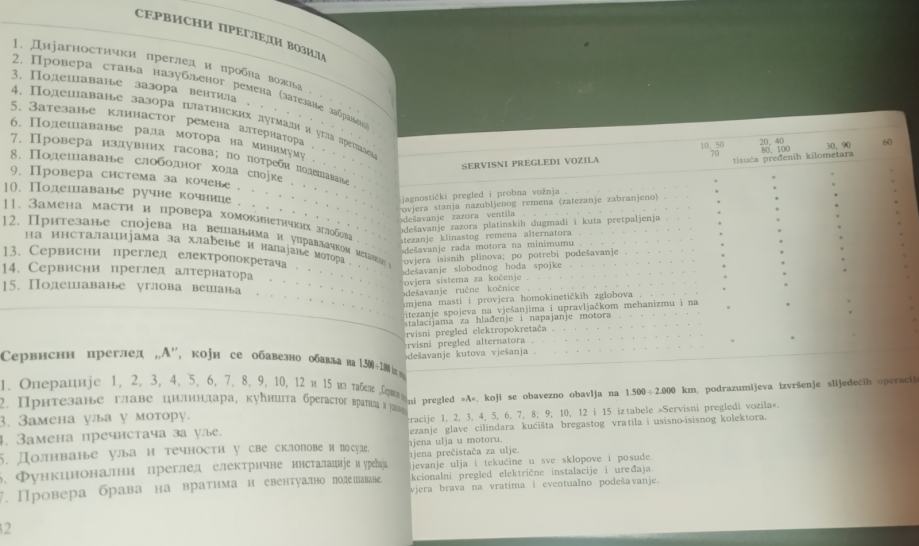 СЕРВИСНИ ПРЕГЛЕДИ ВОЗИЛА
1. Дијагностички преглед и пробна вожња
2. Провера стања назубљеног ремена (затезање забрањено)
3. Подешавање зазора вентила
4. Подешавање зазора платинских дугмади и угла претпаљења
5. Затезање клинастог ремена алтернатора
6. Подешавање рада мотора на минимуму
7. Провера издувних гасова; по потреби подешавање
8. Подешавање слободног хода спојке
9. Провера система за кочење
10. Подешавање ручне кочнице
11. Замена масти и провера хомокинетичких зглобова
12. Притезање спојева на вешањима и управљачком механизму и
на инсталацијама за хлађење и напајање мотора
13. Сервисни преглед електропокретача
14. Сервисни преглед алтернатора
15. Подешавање углова вешања
Сервисни преглед „А", који се обавезно обавља на 1.500÷2.000 км
1. Операције 1, 2, 3, 4, 5, 6, 7, 8, 9, 10, 12 и 15 из табеле „Сервисни
2. Притезање главе цилиндара, кућишта брегастог вратила и
3. Замена уља у мотору.
4. Замена пречистача за уље.
5. Доливање уља и течности у све склопове и посуде.
6. Функционални преглед електричне инсталације и уређаја.
7. Провера брава на вратима и евентуално подешавање.
32
SERVISNI PREGLEDI VOZILA
10, 50 20, 40 30, 90 60
70 80, 100
tisuća pređenih kilometara
jagnostički pregled i probna vožnja
ovjera stanja nazubljenog remena (zatezanje zabranjeno)
odešavanje zazora ventila
odešavanje zazora platinskih dugmadi i kuta pretpaljenja
atezanje klinastog remena alternatora
odešavanje rada motora na minimumu
ovjera isisnih plinova; po potrebi podešavanje
odešavanje slobodnog hoda spojke
ovjera sistema za kočenje
odešavanje ručne kočnice
mjena masti i provjera homokinetičkih zglobova
itezanje spojeva na vješanjima i upravljačkom mehanizmu i na
stalacijama za hlađenje i napajanje motora
rvisni pregled elektropokretača
rvisni pregled alternatora
odešavanje kutova vješanja
ni pregled »A«, koji se obavezno obavlja na 1.500÷2.000 km, podrazumijeva izvršenje slijedećih operacija
racije 1, 2, 3, 4, 5, 6, 7, 8, 9, 10, 12 i 15 iz tabele »Servisni pregledi vozila«.
ezanje glave cilindara kućišta bregastog vratila i usisno-isisnog kolektora.
njena ulja u motoru.
njena prečistača za ulje.
ijevanje ulja i tekućine u sve sklopove i posude.
kcionalni pregled električne instalacije i uređaja.
vjera brava na vratima i eventualno podešavanje.